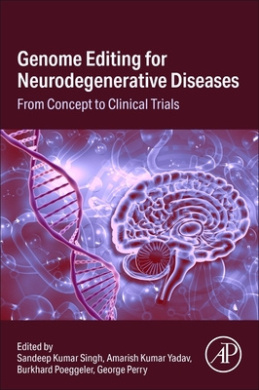 Genome Editing for
Neurodegenerative Diseases
From Concept to Clinical Trials
Edited by
Sandeep Kumar Singh, Amarish Kumar Yadav,
Burkhard Poeggeler, George Perry
AP